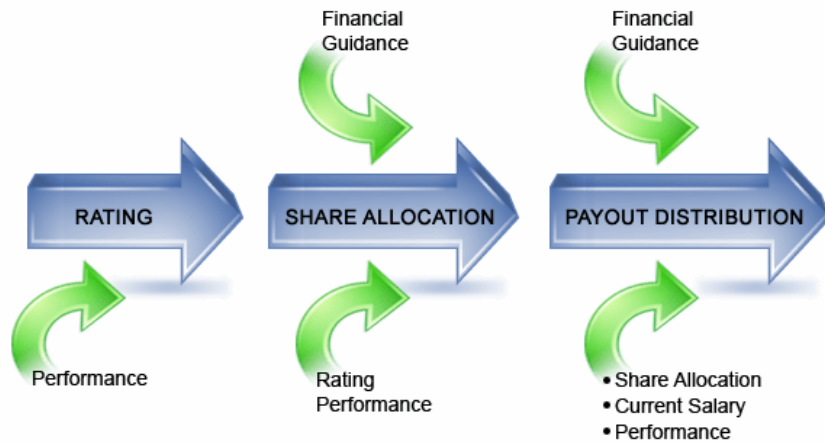 Financial
Guidance
Financial
Guidance
RATING
SHARE ALLOCATION
PAYOUT DISTRIBUTION
Performance
Rating
Performance
• Share Allocation
• Current Salary
• Performance